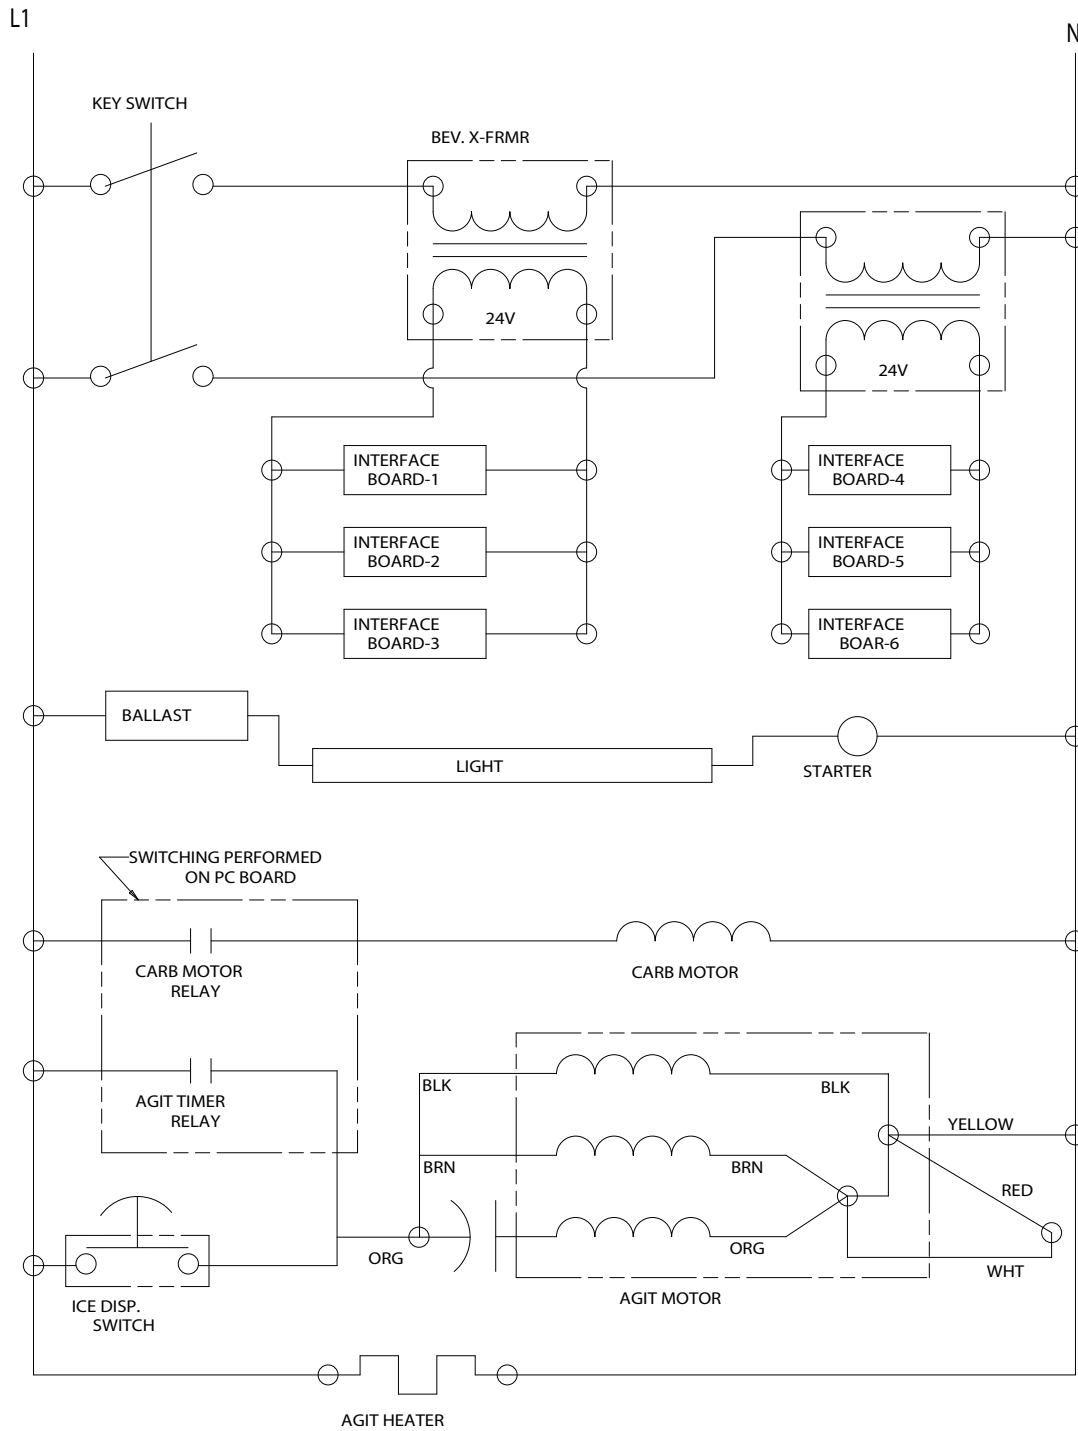 L1
N
KEY SWITCH
BEV. X-FRMR
24V
24V
INTERFACE
BOARD-1
INTERFACE
BOARD-4
INTERFACE
BOARD-2
INTERFACE
BOARD-5
INTERFACE
BOARD-3
INTERFACE
BOAR-6
BALLAST
LIGHT
STARTER
SWITCHING PERFORMED
ON PC BOARD
CARB MOTOR
RELAY
CARB MOTOR
AGIT TIMER
RELAY
BLK
BLK
YELLOW
BRN
BRN
RED
ORG
ORG
WHT
AGIT MOTOR
ICE DISP.
SWITCH
AGIT HEATER